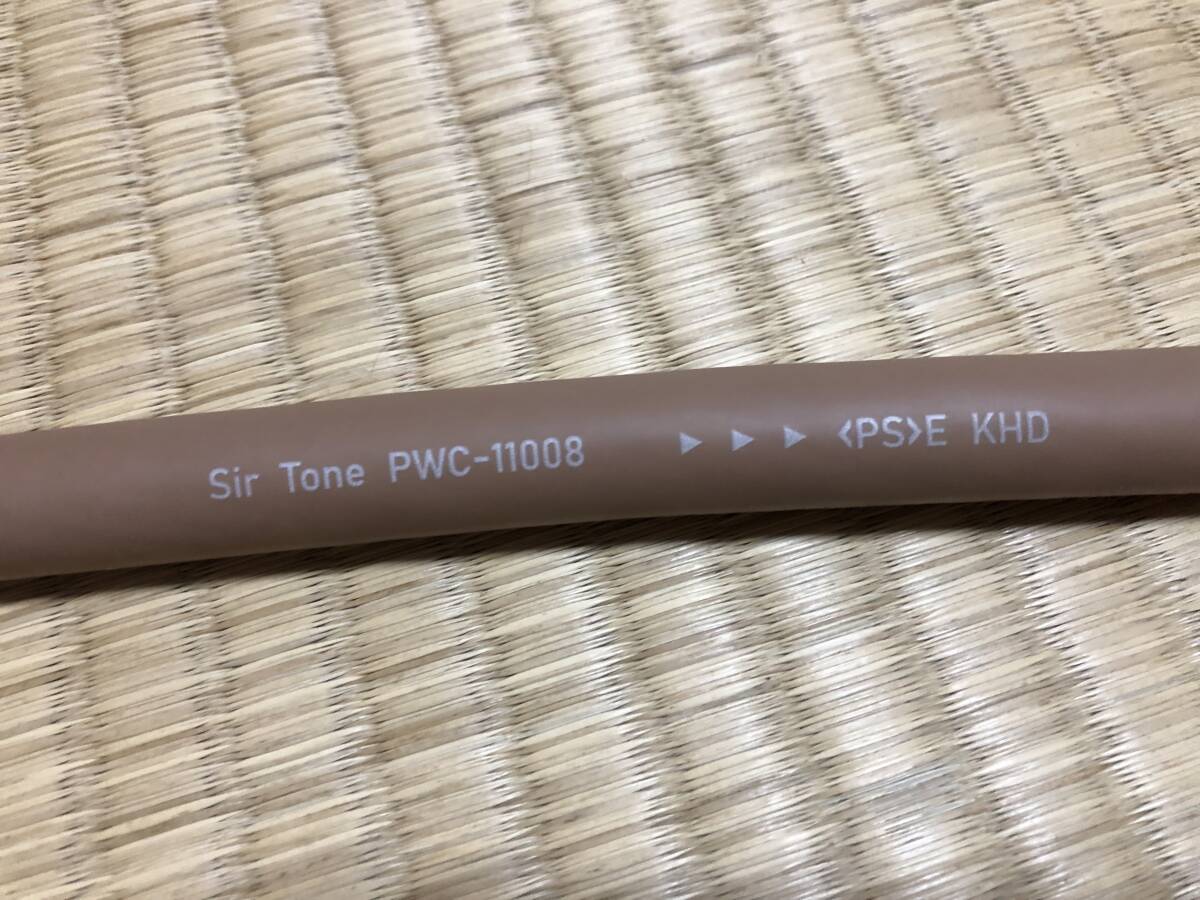 Sir Tone PWC-11008 ▶ ▶ ▶ <PS>E KHD